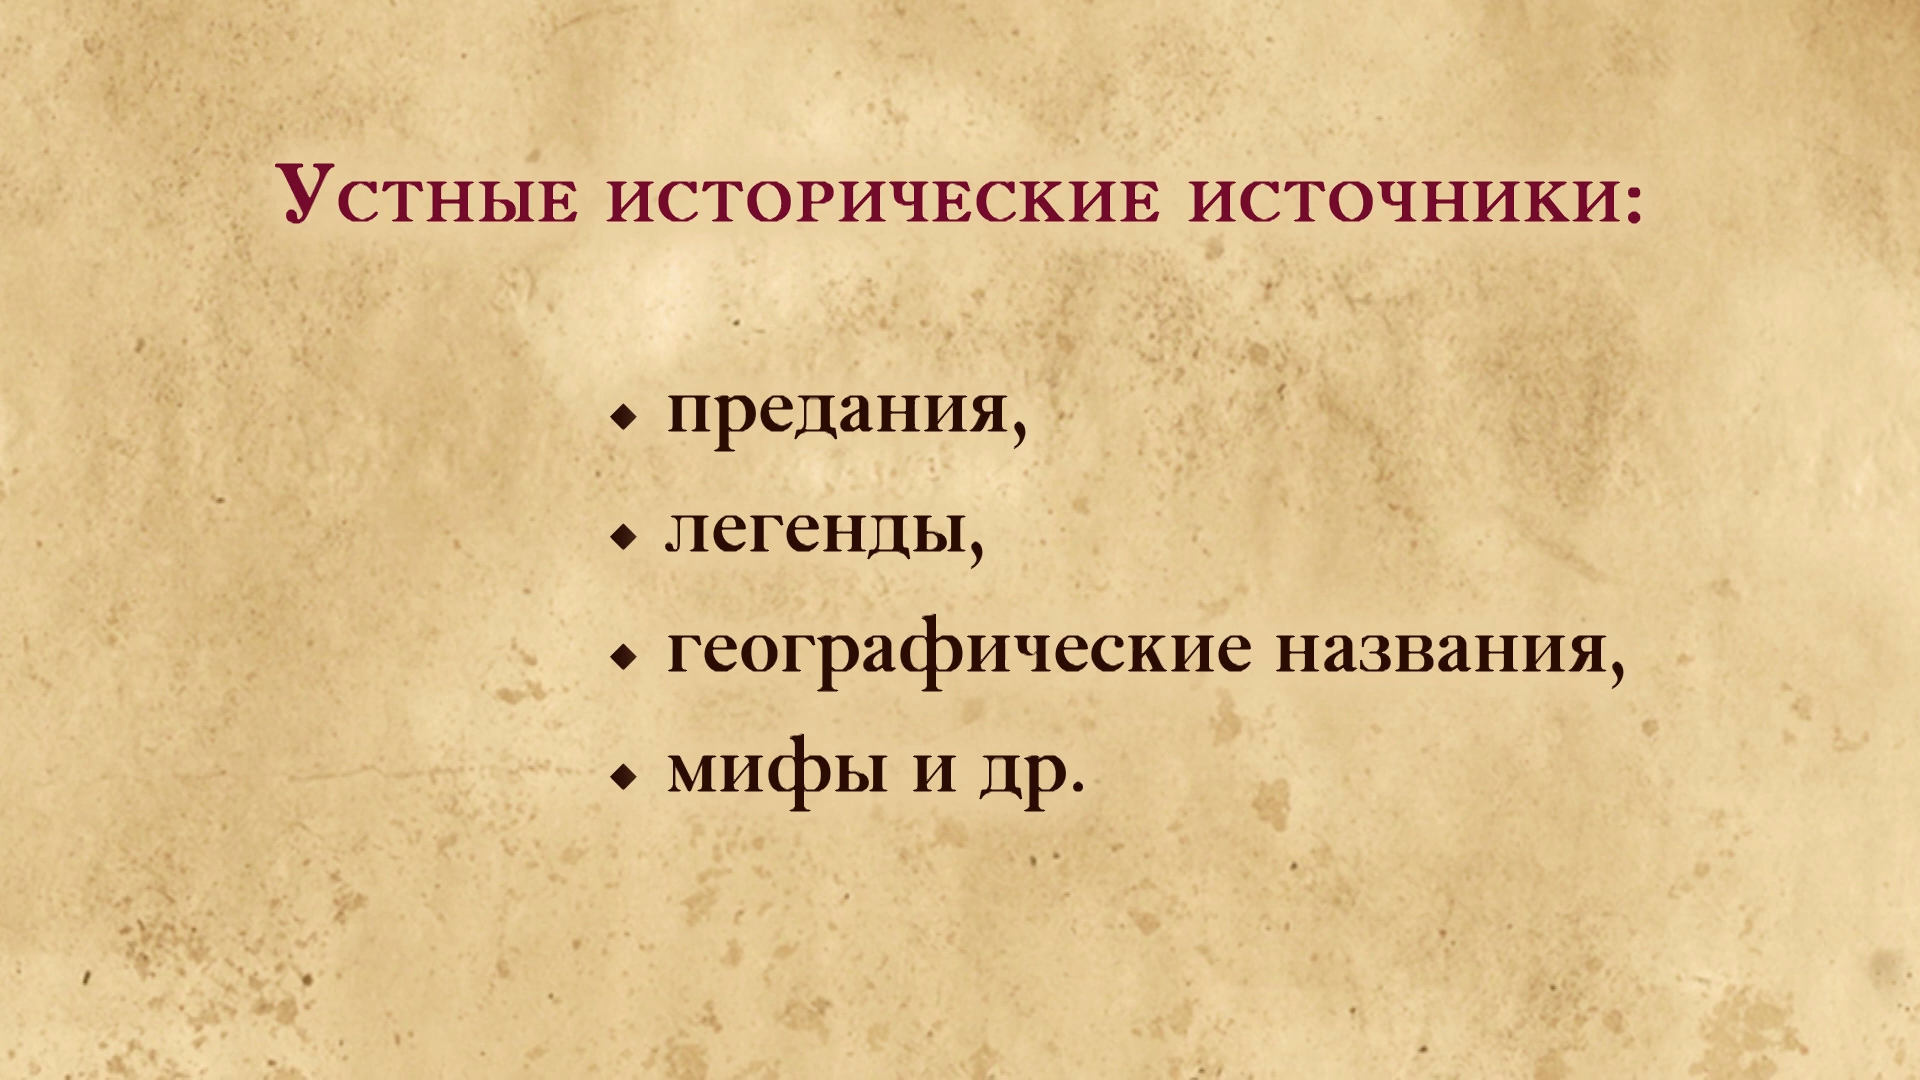 Устные исторические источники:
◆ предания,
◆ легенды,
◆ географические названия,
◆ мифы и др.